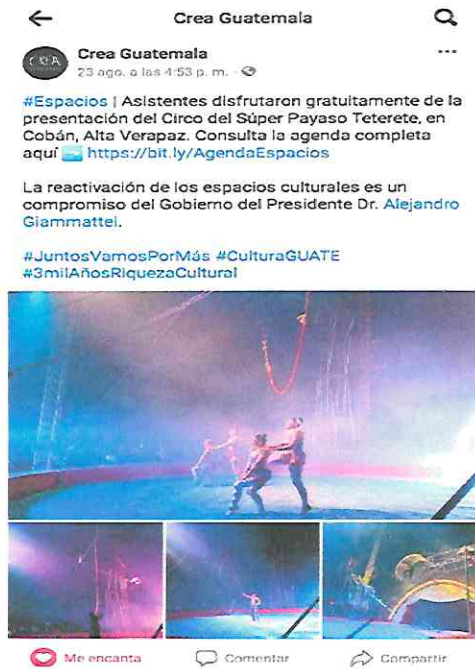 Crea Guatemala
Crea Guatemala
23 ago. a las 4:53 p. m. ·
#Espacios | Asistentes disfrutaron gratuitamente de la
presentación del Circo del Súper Payaso Teterete, en
Cobán, Alta Verapaz. Consulta la agenda completa
aquí https://bit.ly/AgendaEspacios
La reactivación de los espacios culturales es un
compromiso del Gobierno del Presidente Dr. Alejandro
Giammattei.
#JuntosVamosPorMás #CulturaGUATE
#3milAñosRiquezaCultural
Me encanta
Comentar
Compartir